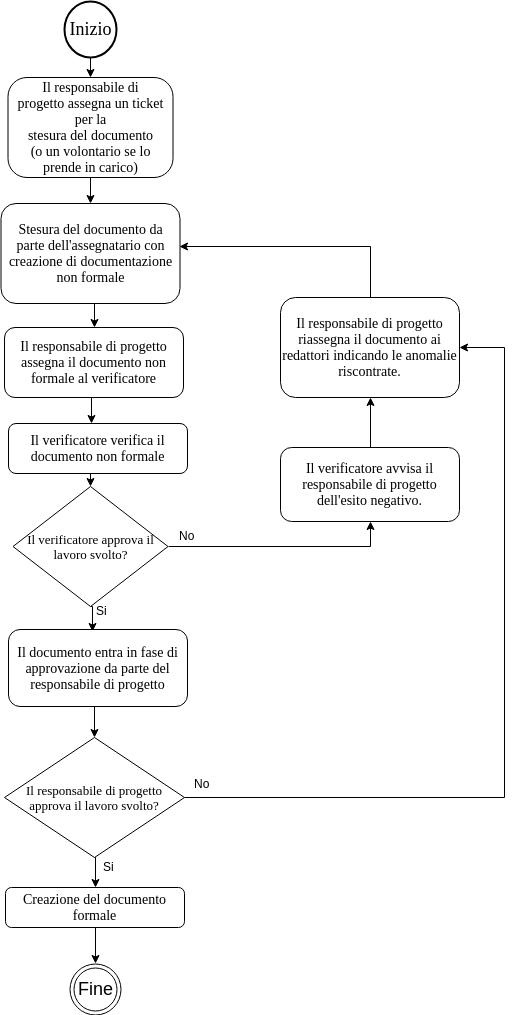 Inizio
Il responsabile di
progetto assegna un ticket
per la
stesura del documento
(o un volontario se lo
prende in carico)
Stesura del documento da
parte dell'assegnatario con
creazione di documentazione
non formale
Il responsabile di progetto
riassegna il documento ai
redattori indicando le anomalie
riscontrate.
Il responsabile di progetto
assegna il documento non
formale al verificatore
Il verificatore verifica il
documento non formale
Il verificatore avvisa il
responsabile di progetto
dell'esito negativo.
Il verificatore approva il
lavoro svolto?
No
Si
Il documento entra in fase di
approvazione da parte del
responsabile di progetto
Il responsabile di progetto
approva il lavoro svolto?
No
Si
Creazione del documento
formale
Fine